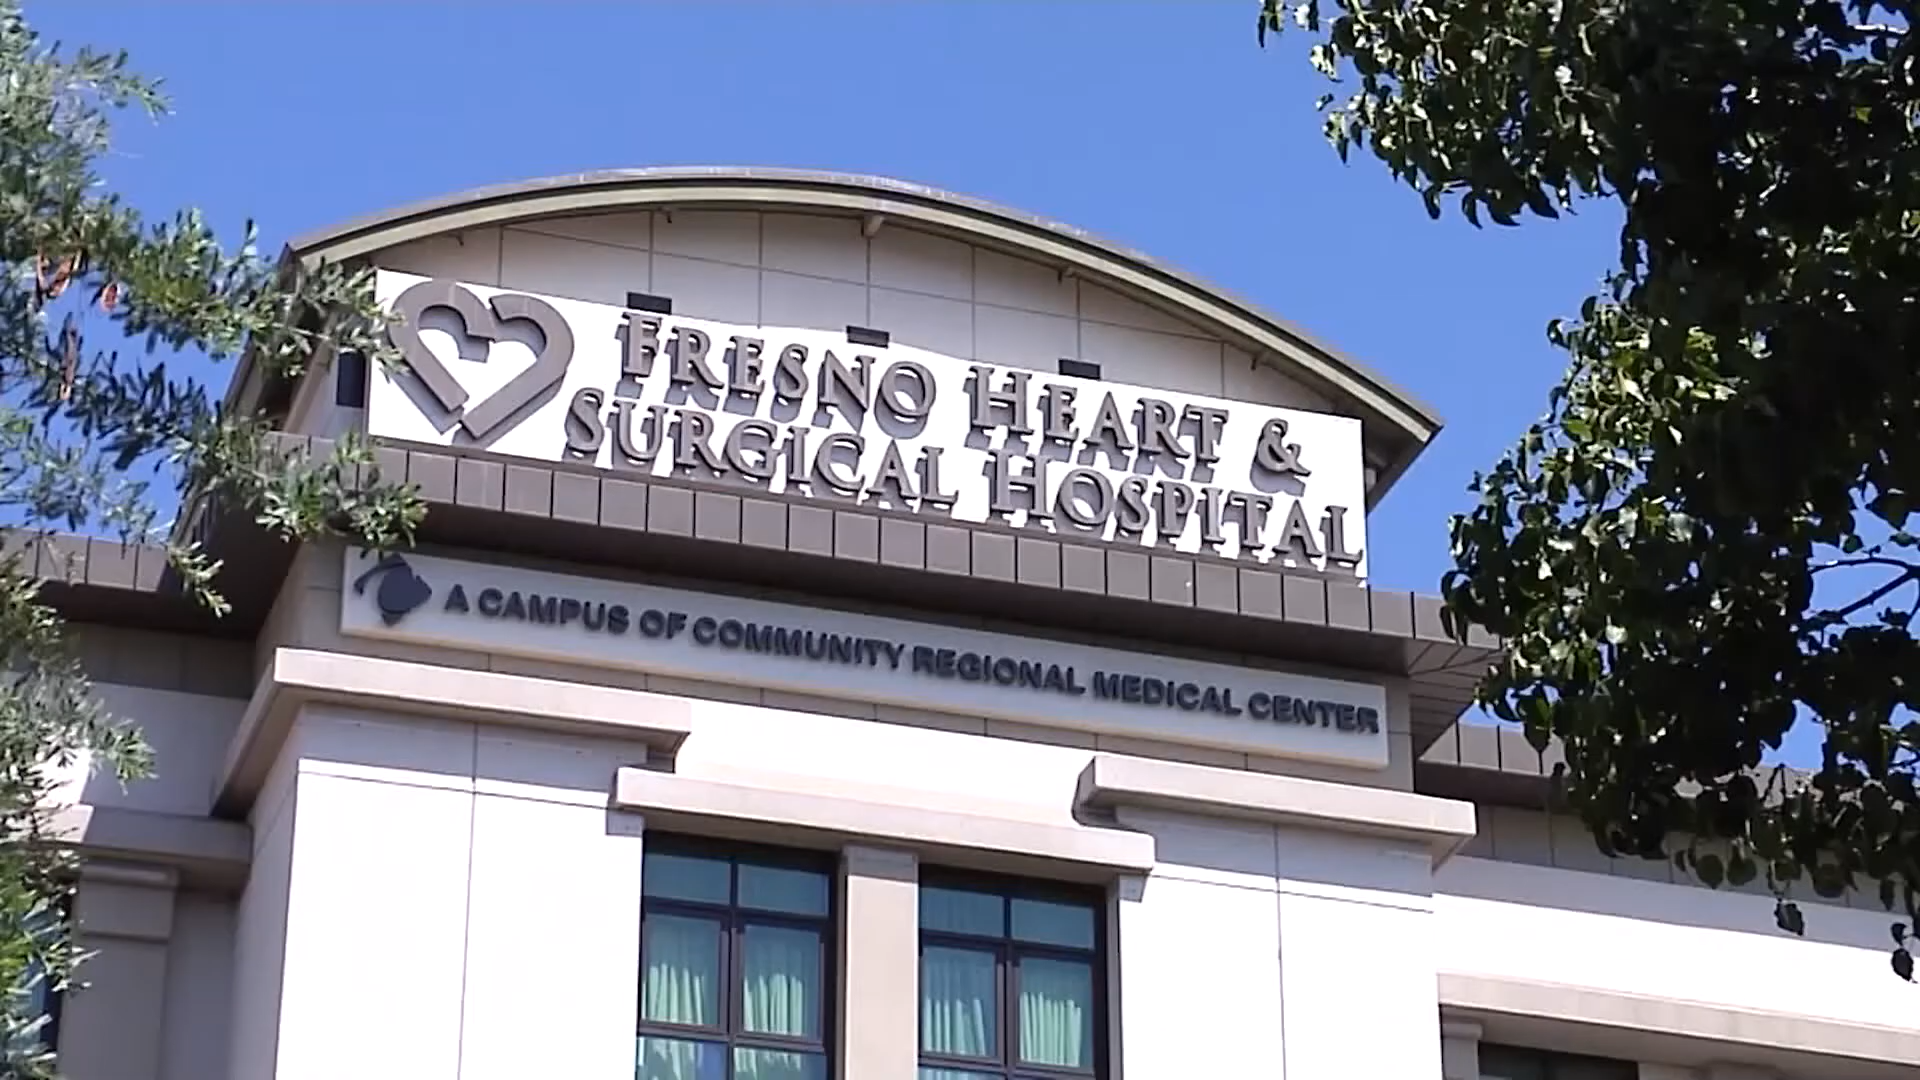 FRESNO HEART &
SURGICAL HOSPITAL
A CAMPUS OF COMMUNITY REGIONAL MEDICAL CENTER